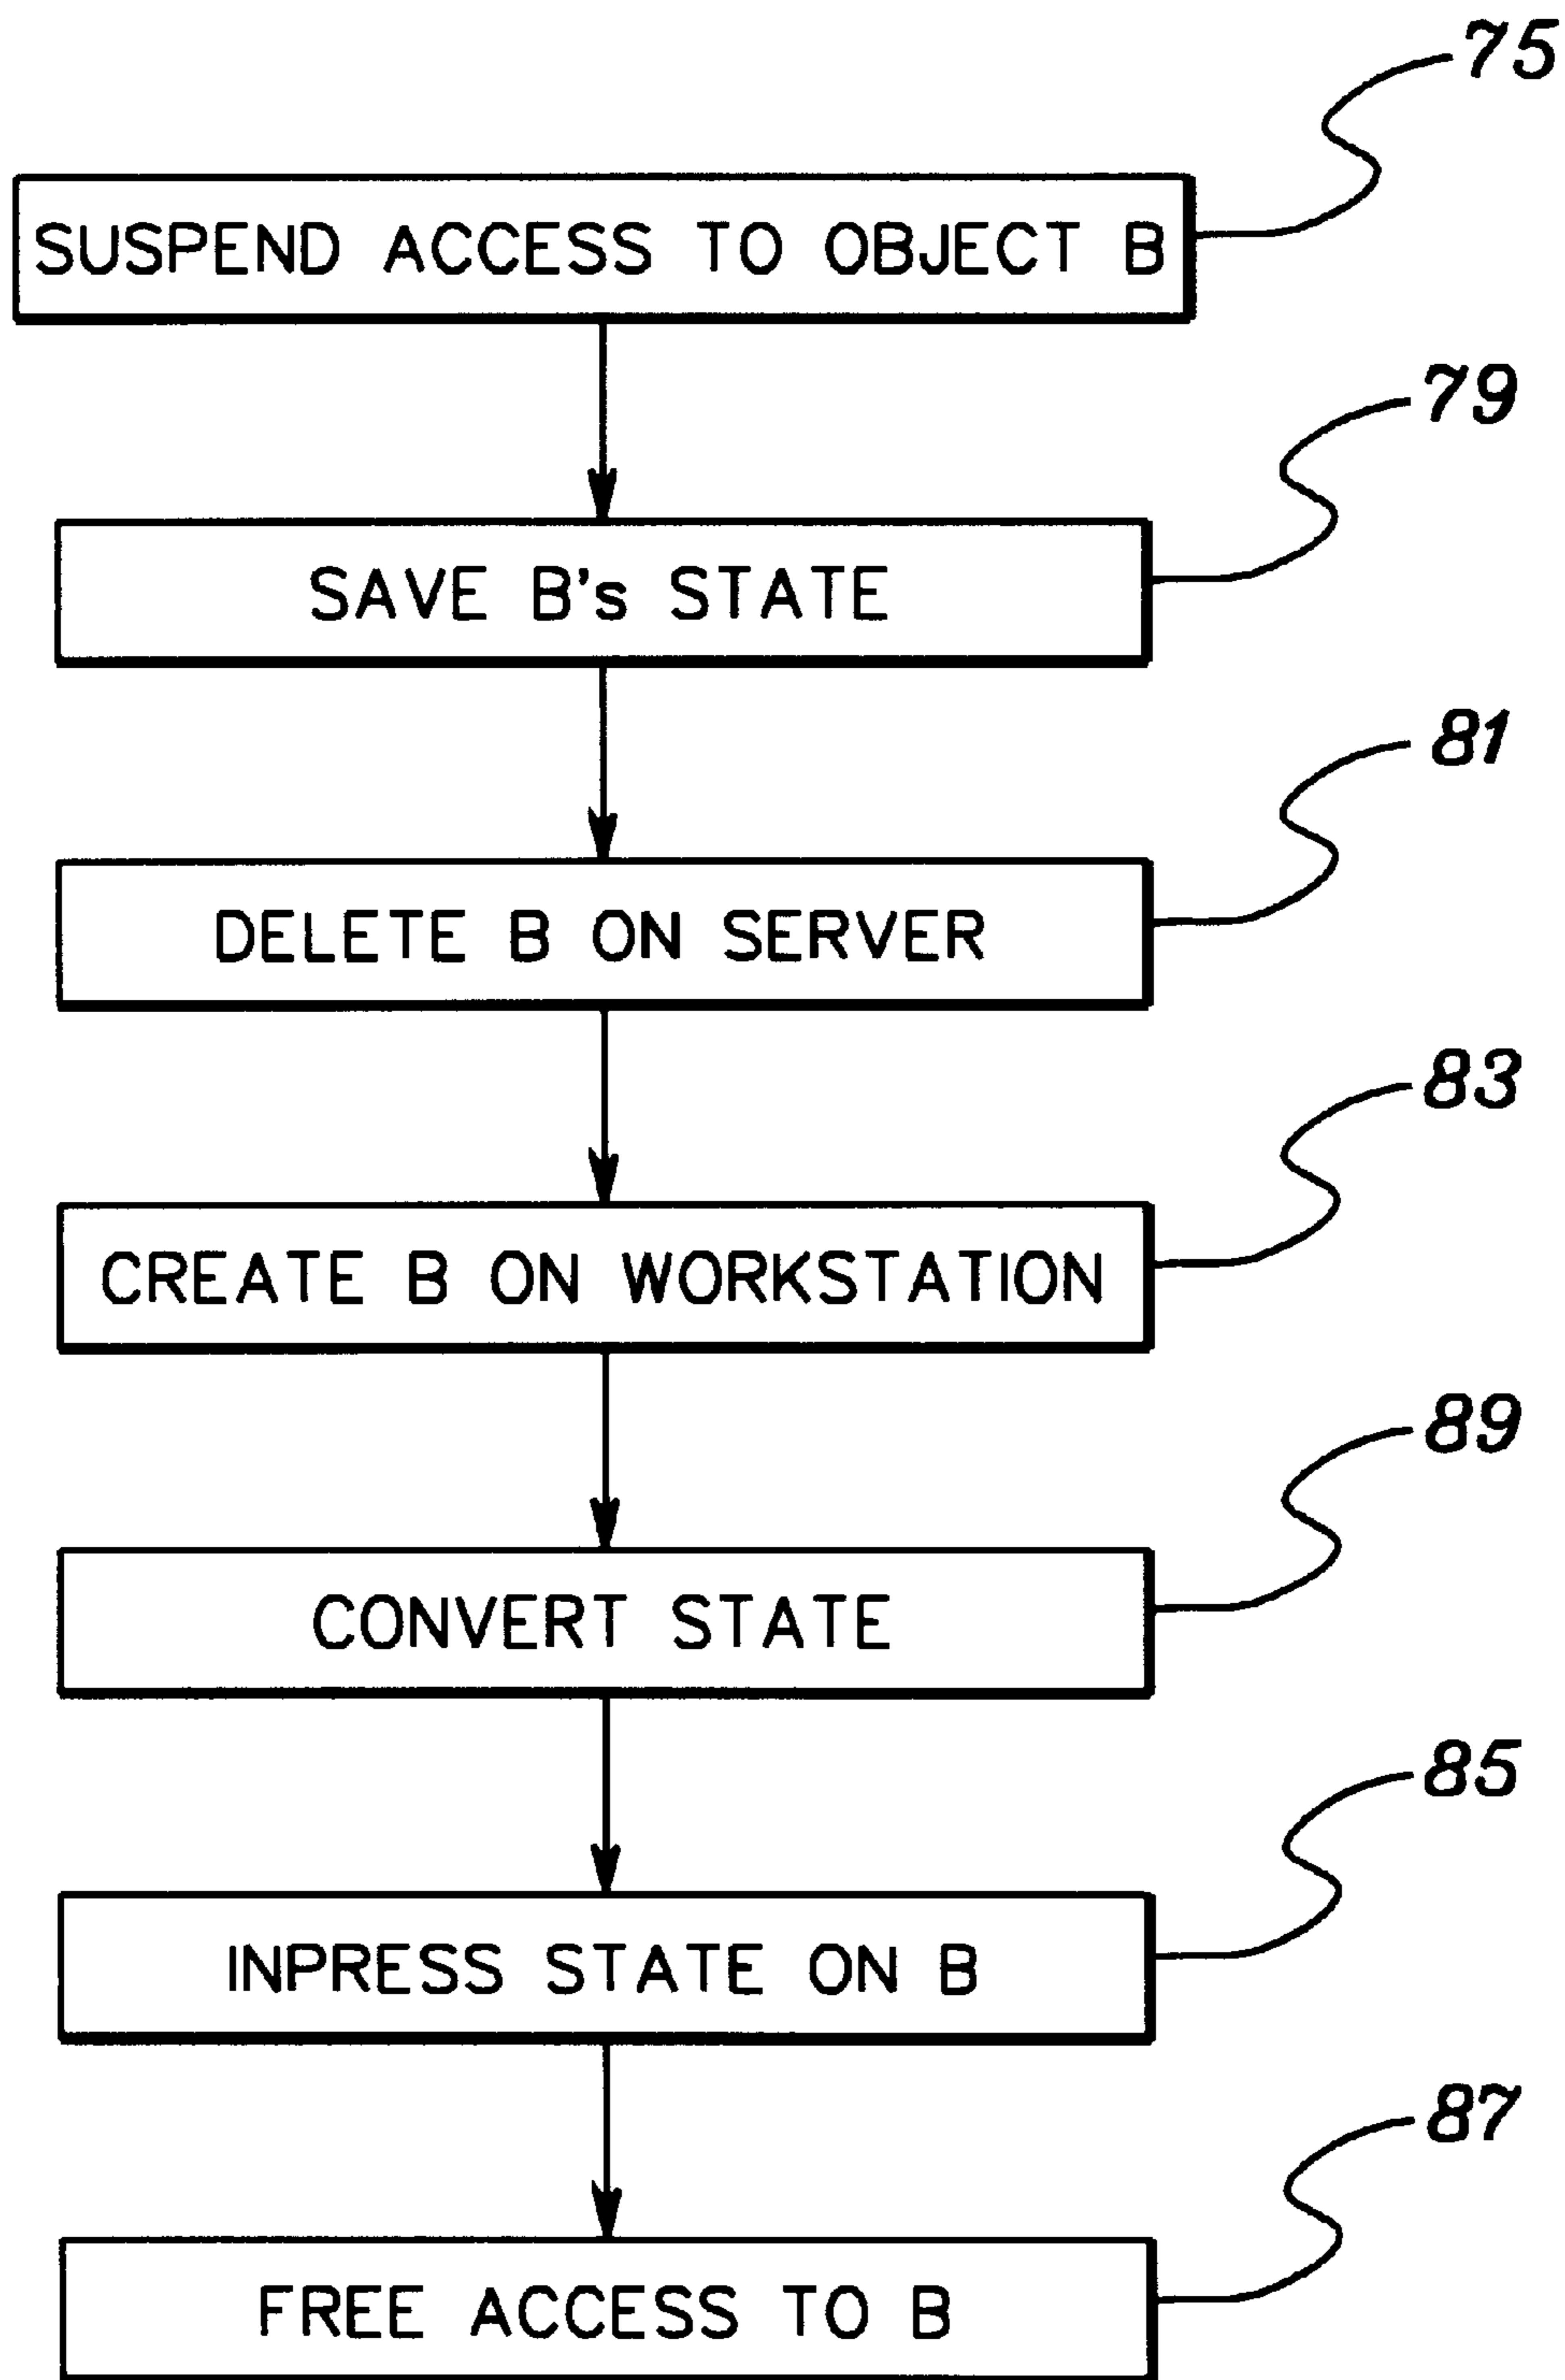 75
SUSPEND ACCESS TO OBJECT B
79
SAVE B's STATE
81
DELETE B ON SERVER
83
CREATE B ON WORKSTATION
89
CONVERT STATE
85
INPRESS STATE ON B
87
FREE ACCESS TO B